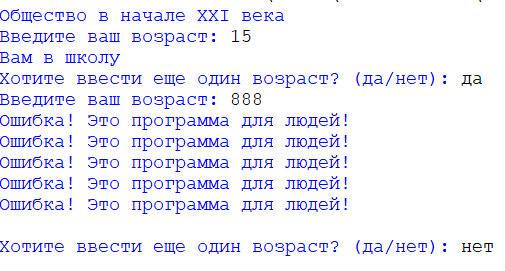 Общество в начале XXI века
Введите ваш возраст: 15
Вам в школу
Хотите ввести еще один возраст? (да/нет): да
Введите ваш возраст: 888
Ошибка! Это программа для людей!
Ошибка! Это программа для людей!
Ошибка! Это программа для людей!
Ошибка! Это программа для людей!
Ошибка! Это программа для людей!
Хотите ввести еще один возраст? (да/нет): нет